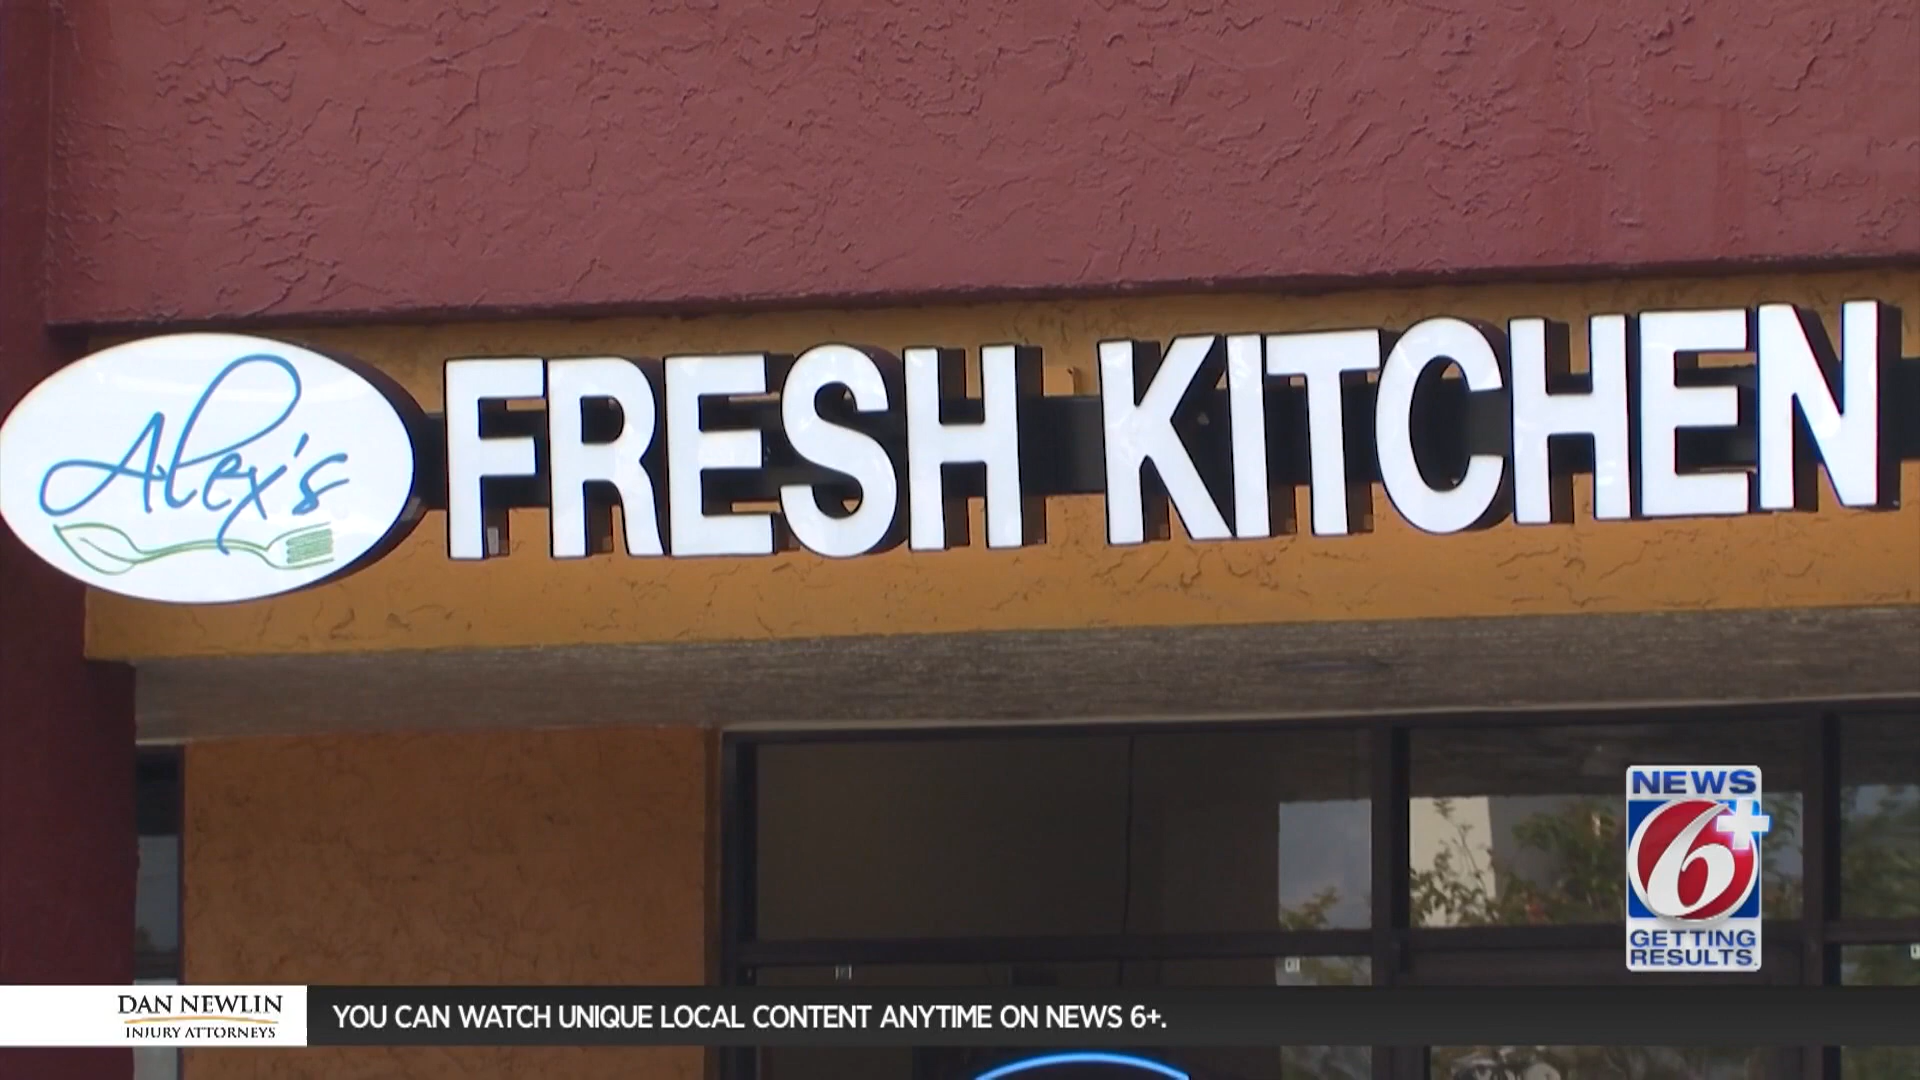 Alex's
FRESH KITCHEN
NEWS
6+
GETTING
RESULTS.
DAN NEWLIN
INJURY ATTORNEYS
YOU CAN WATCH UNIQUE LOCAL CONTENT ANYTIME ON NEWS 6+.